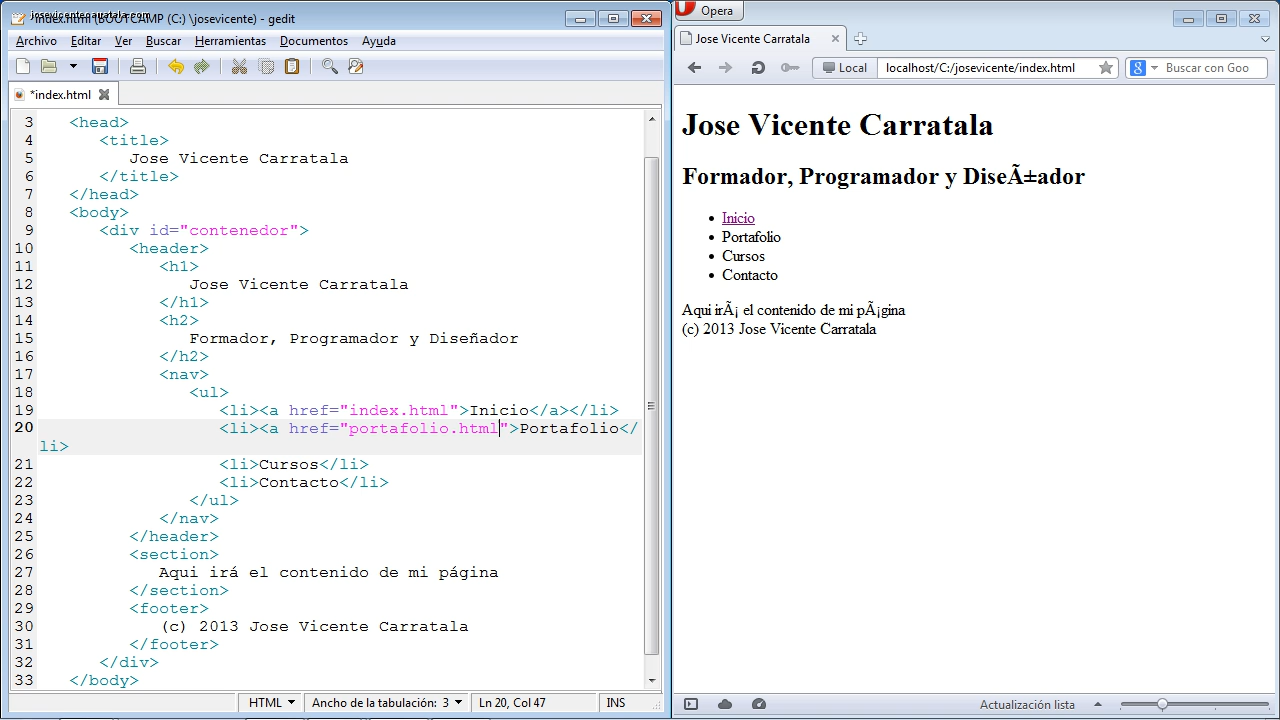 index.html (BOOTCAMP (C:) \josevicente) - gedit
josevicentecarratala.com
Archivo Editar Ver Buscar Herramientas Documentos Ayuda
*index.html
3 <head>
4 <title>
5 Jose Vicente Carratala
6 </title>
7 </head>
8 <body>
9 <div id="contenedor">
10 <header>
11 <h1>
12 Jose Vicente Carratala
13 </h1>
14 <h2>
15 Formador, Programador y Diseñador
16 </h2>
17 <nav>
18 <ul>
19 <li><a href="index.html">Inicio</a></li>
20 <li><a href="portafolio.html">Portafolio</
li>
21 <li>Cursos</li>
22 <li>Contacto</li>
23 </ul>
24 </nav>
25 </header>
26 <section>
27 Aqui irá el contenido de mi página
28 </section>
29 <footer>
30 (c) 2013 Jose Vicente Carratala
31 </footer>
32 </div>
33 </body>
HTML Ancho de la tabulación: 3 Ln 20, Col 47 INS
Opera
Jose Vicente Carratala
Local localhost/C:/josevicente/index.html 8 Buscar con Goo
Jose Vicente Carratala
Formador, Programador y DiseÃ±ador
• Inicio
• Portafolio
• Cursos
• Contacto
Aqui irÃ¡ el contenido de mi pÃ¡gina
(c) 2013 Jose Vicente Carratala
Actualización lista